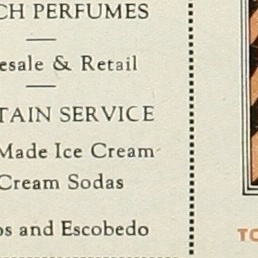 CH PERFUMES
esale & Retail
TAIN SERVICE
Made Ice Cream
Cream Sodas
os and Escobedo
TO